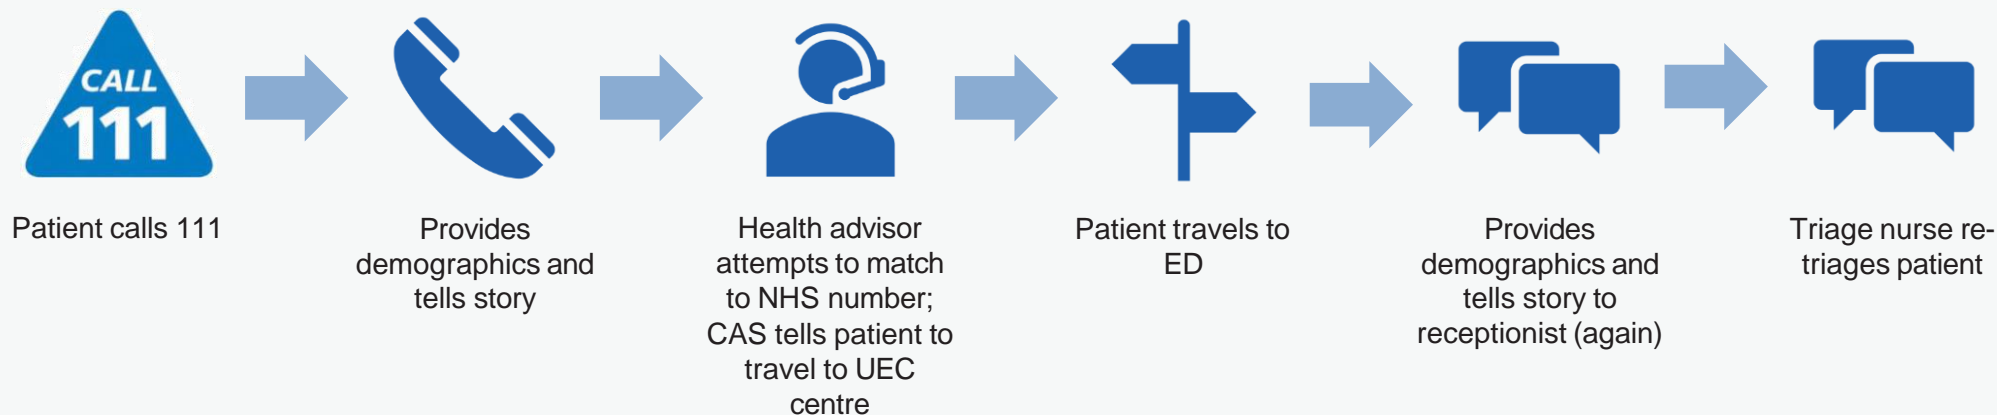 CALL
111
Patient calls 111
Provides
demographics and
tells story
Health advisor
attempts to match
to NHS number;
CAS tells patient to
travel to UEC
centre
Patient travels to
ED
Provides
demographics and
tells story to
receptionist (again)
Triage nurse re-
triages patient